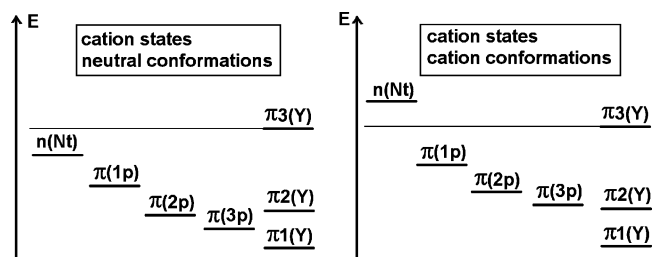 E
cation states
neutral conformations
n(Nt)
π3(Y)
π(1p)
π(2p)
π(3p)
π2(Y)
π1(Y)
E
cation states
cation conformations
n(Nt)
π3(Y)
π(1p)
π(2p)
π(3p)
π2(Y)
π1(Y)